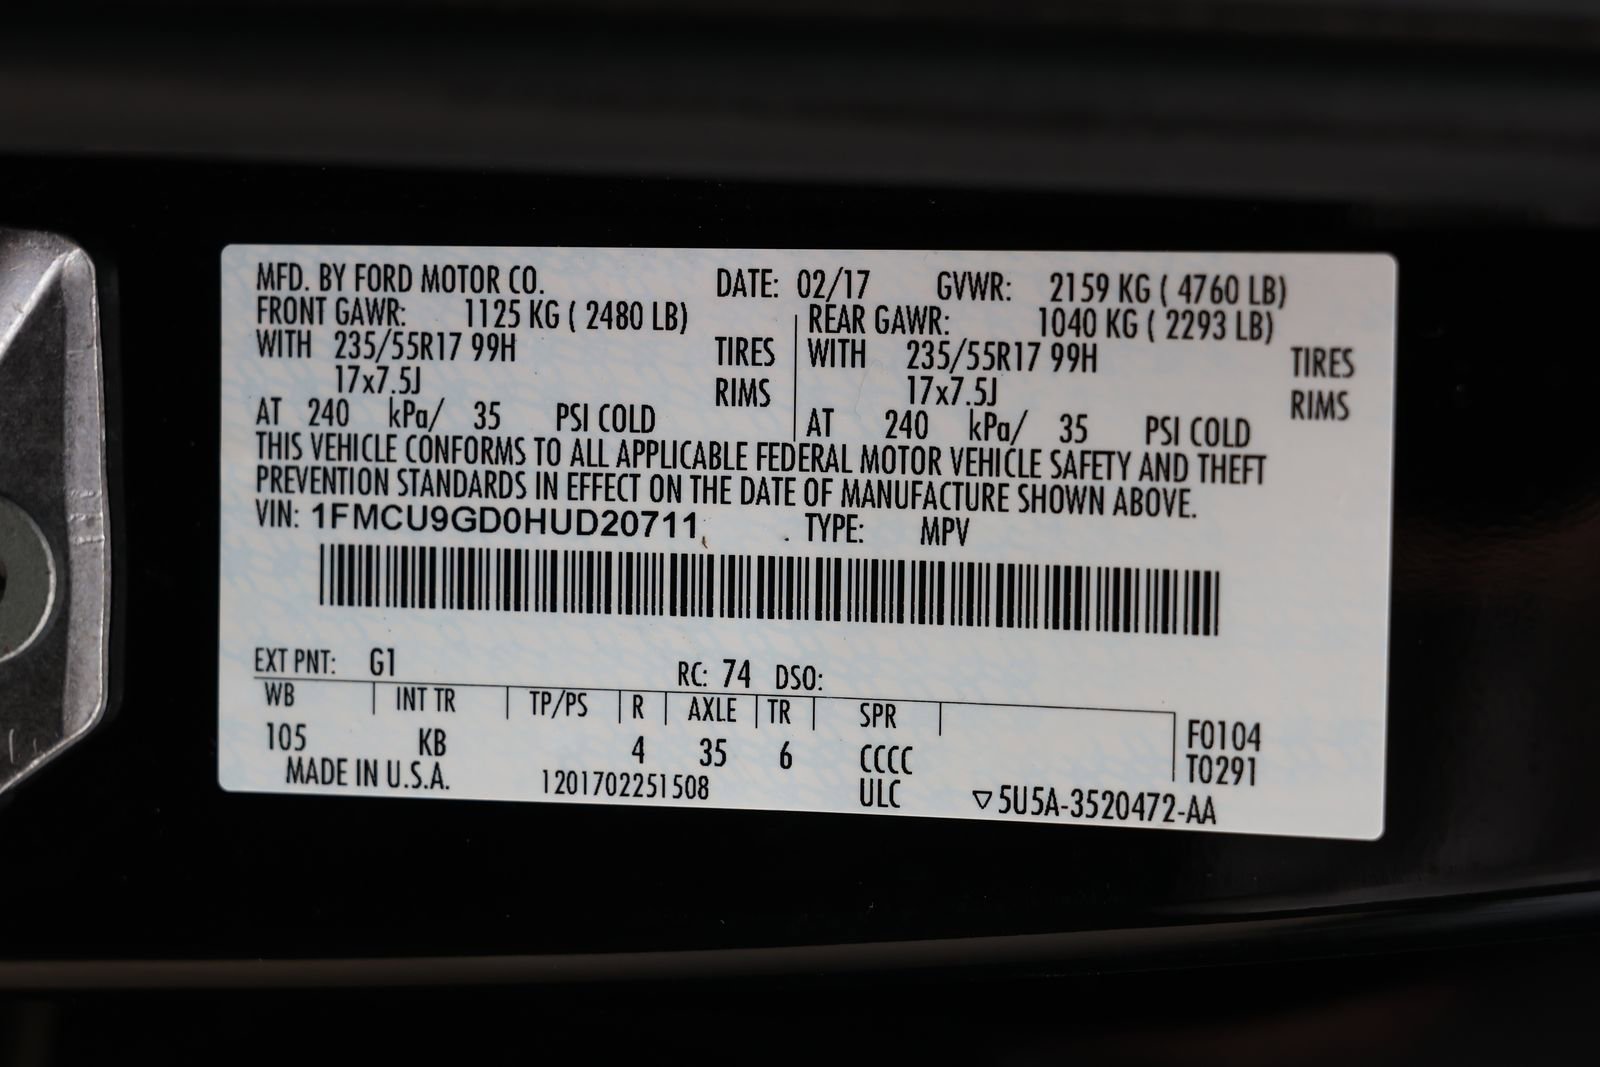 MFD. BY FORD MOTOR CO. DATE: 02/17 GVWR: 2159 KG ( 4760 LB)
FRONT GAWR: 1125 KG ( 2480 LB) REAR GAWR: 1040 KG ( 2293 LB)
WITH 235/55R17 99H TIRES WITH 235/55R17 99H TIRES
17x7.5J RIMS 17x7.5J RIMS
AT 240 kPa/ 35 PSI COLD AT 240 kPa/ 35 PSI COLD
THIS VEHICLE CONFORMS TO ALL APPLICABLE FEDERAL MOTOR VEHICLE SAFETY AND THEFT
PREVENTION STANDARDS IN EFFECT ON THE DATE OF MANUFACTURE SHOWN ABOVE.
VIN: 1FMCU9GD0HUD20711 TYPE: MPV
EXT PNT: G1 RC: 74 DSO:
WB INT TR TP/PS R AXLE TR SPR
105 KB 4 35 6 CCCC F0104
T0291
MADE IN U.S.A. 1201702251508 ULC ▽5U5A-3520472-AA